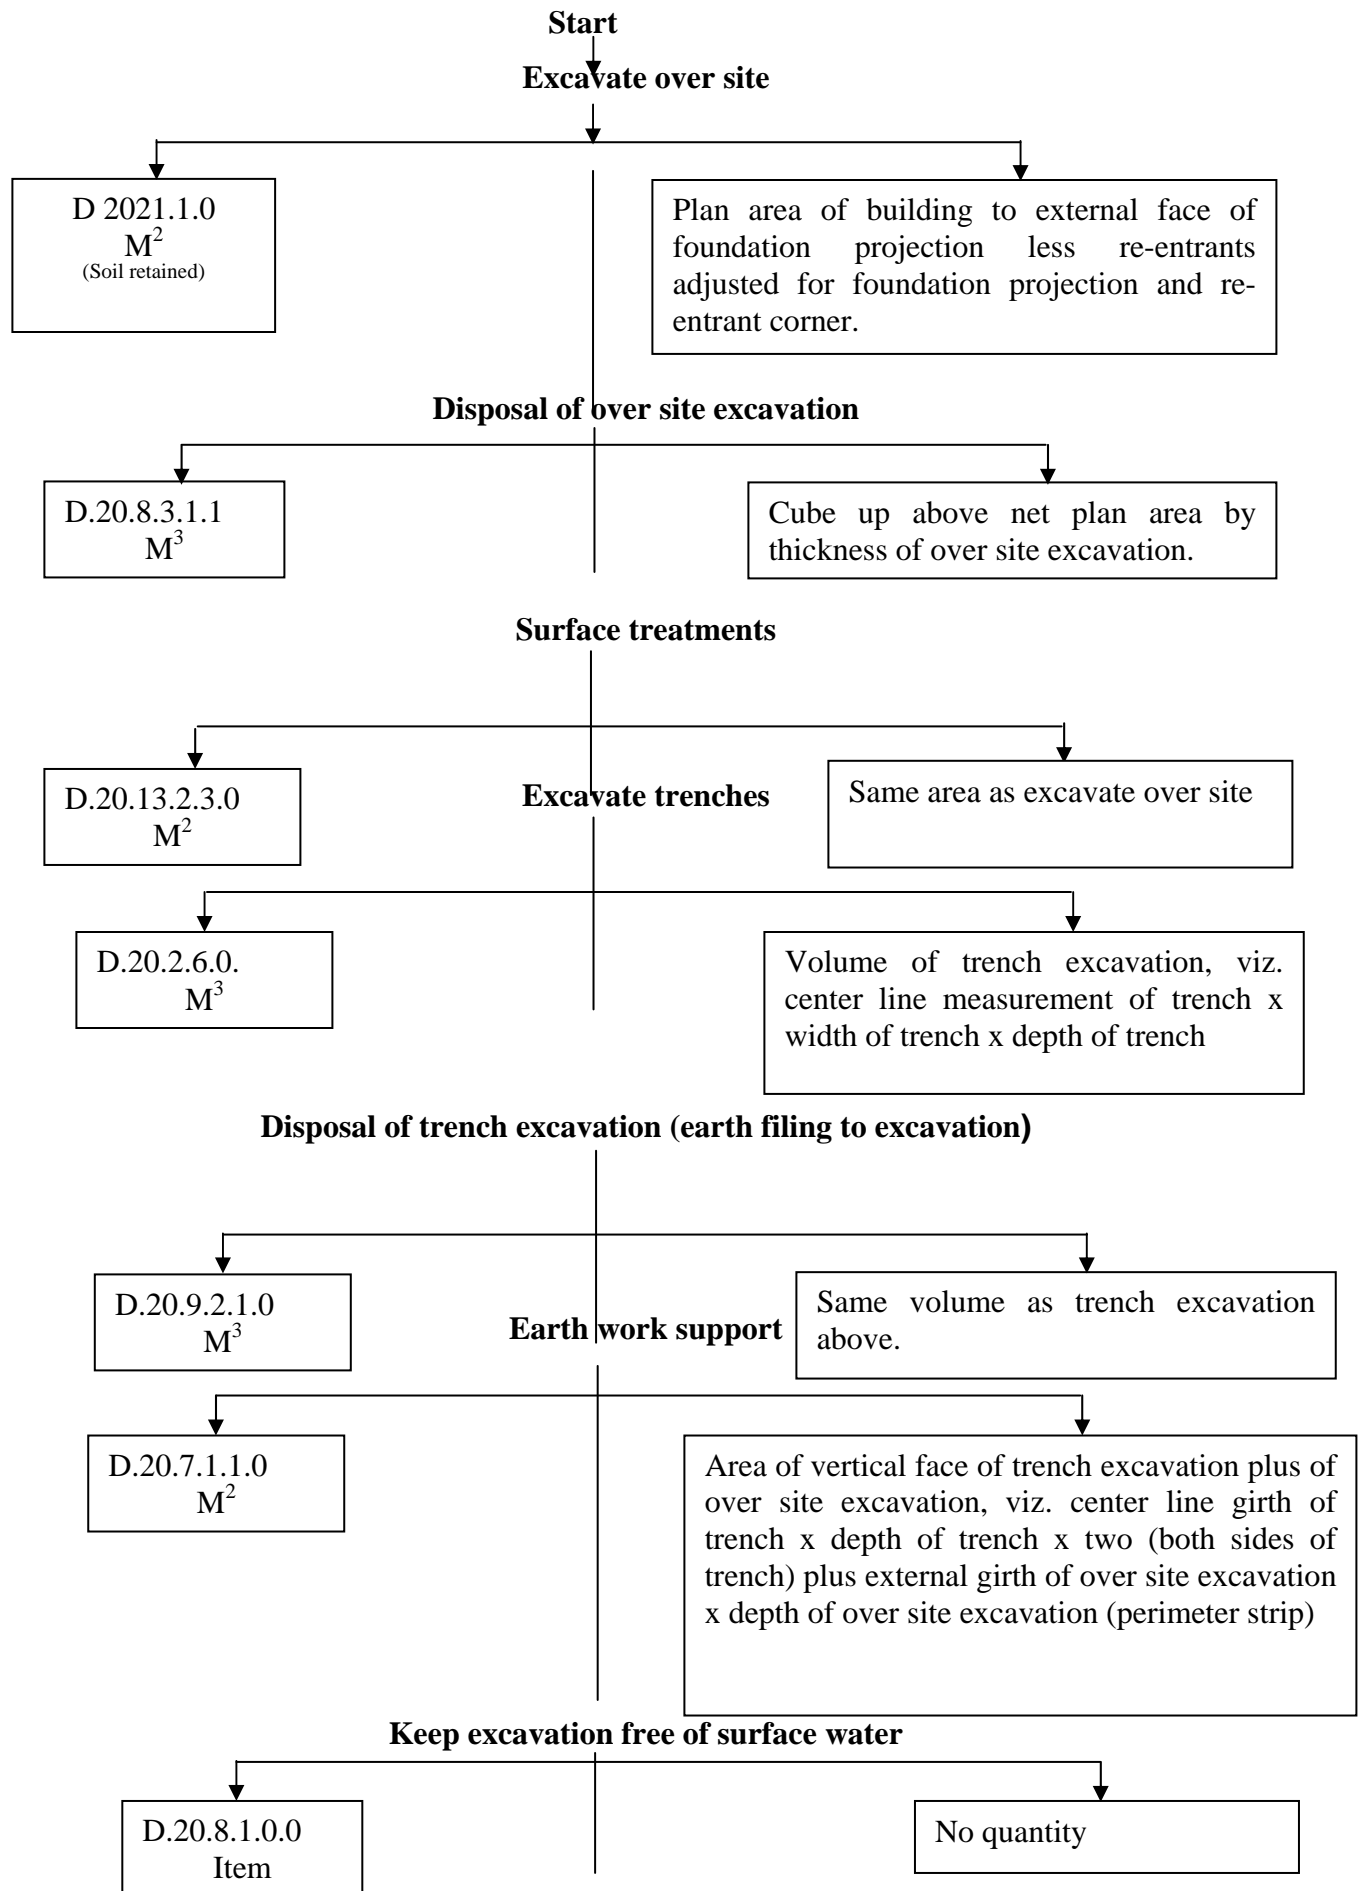 Start
Excavate over site
D 2021.1.0
M²
(Soil retained)
Plan area of building to external face of
foundation projection less re-entrants
adjusted for foundation projection and re-
entrant corner.
Disposal of over site excavation
D.20.8.3.1.1
M³
Cube up above net plan area by
thickness of over site excavation.
Surface treatments
D.20.13.2.3.0
M²
Excavate trenches
Same area as excavate over site
D.20.2.6.0.
M³
Volume of trench excavation, viz.
center line measurement of trench x
width of trench x depth of trench
Disposal of trench excavation (earth filing to excavation)
D.20.9.2.1.0
M³
Earth work support
Same volume as trench excavation
above.
D.20.7.1.1.0
M²
Area of vertical face of trench excavation plus of
over site excavation, viz. center line girth of
trench x depth of trench x two (both sides of
trench) plus external girth of over site excavation
x depth of over site excavation (perimeter strip)
Keep excavation free of surface water
D.20.8.1.0.0
Item
No quantity